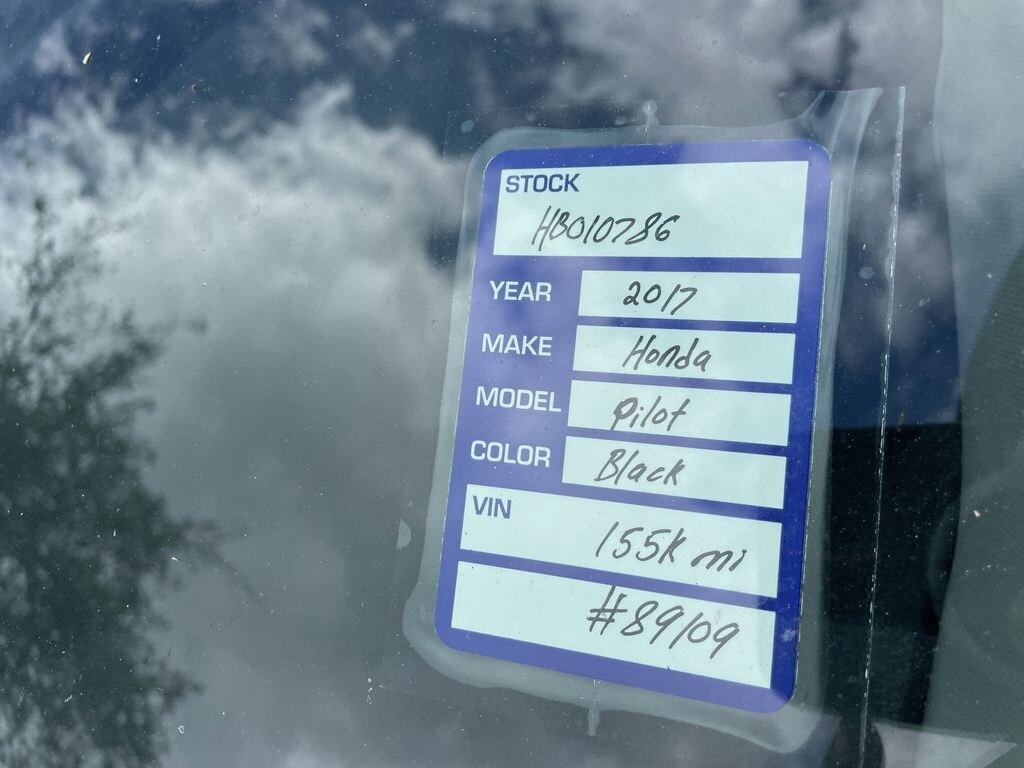 STOCK
HB010786
YEAR 2017
MAKE Honda
MODEL Pilot
COLOR Black
VIN
155K mi
#89109